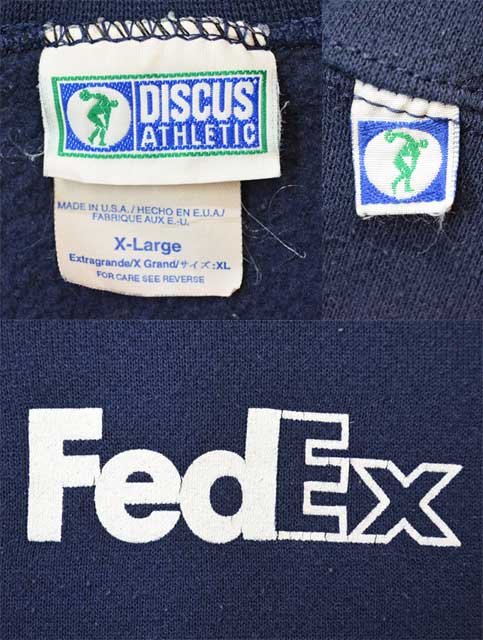 DISCUS
ATHLETIC
MADE IN U.S.A./ HECHO EN E.U.A./
FABRIQUE AUX E.-U.
X-Large
Extragrande/X Grand/サイズ:XL
FOR CARE SEE REVERSE
FedEx